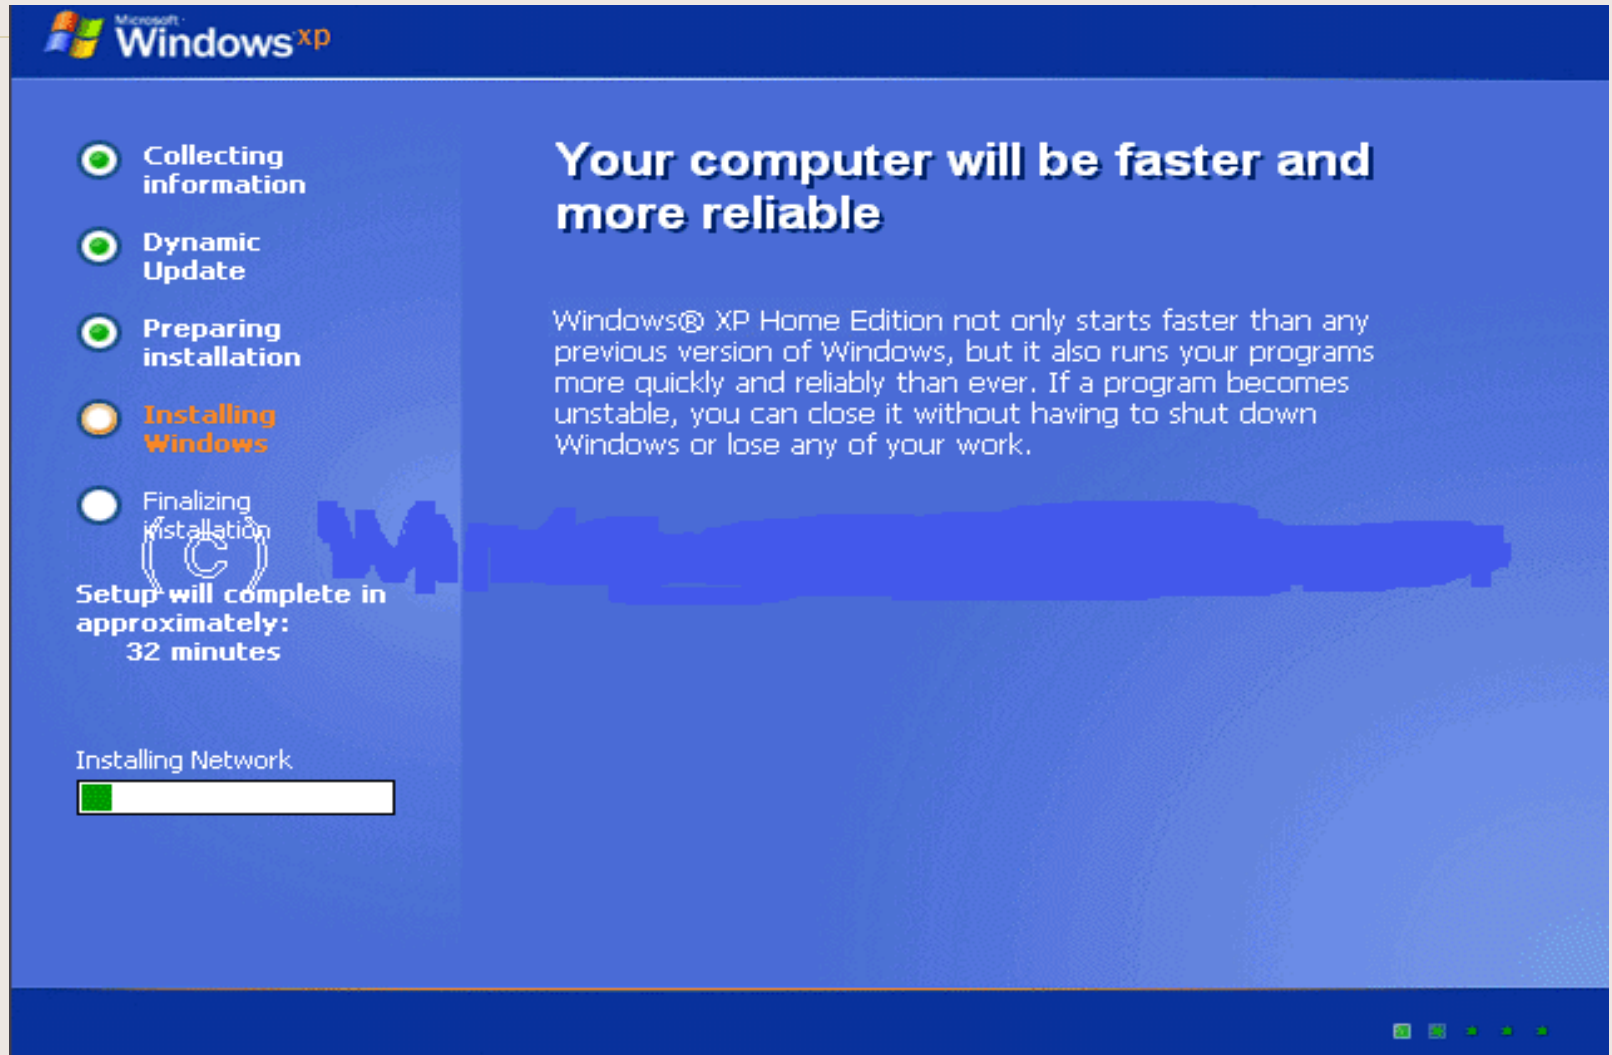 Microsoft
Windows xp
Collecting
information
Dynamic
Update
Preparing
installation
Installing
Windows
Finalizing
installation
(c)
Setup will complete in
approximately:
32 minutes
Installing Network
Your computer will be faster and
more reliable
Windows® XP Home Edition not only starts faster than any
previous version of Windows, but it also runs your programs
more quickly and reliably than ever. If a program becomes
unstable, you can close it without having to shut down
Windows or lose any of your work.